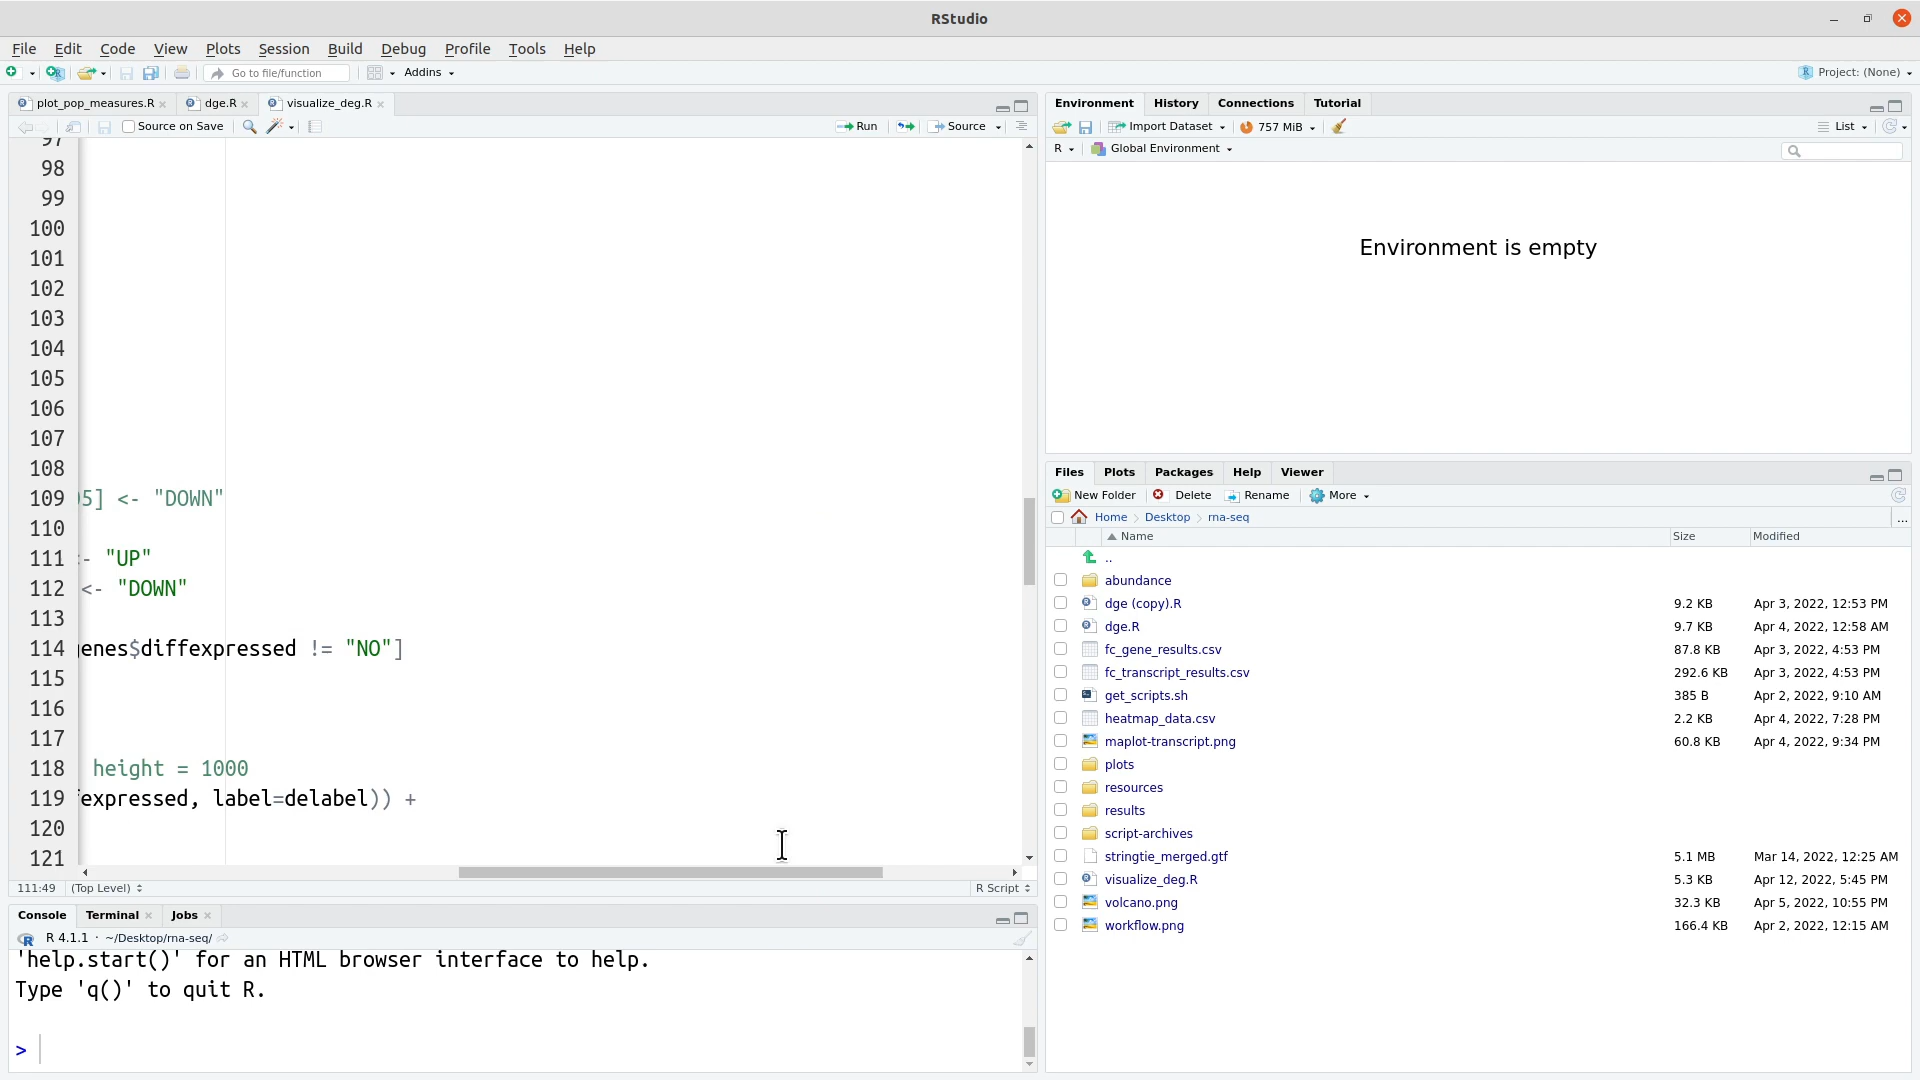 RStudio
File Edit Code View Plots Session Build Debug Profile Tools Help
Go to file/function Addins Project: (None)
plot_pop_measures.R dge.R visualize_deg.R
Source on Save Run Source
97
98
99
100
101
102
103
104
105
106
107
108
109 5] <- "DOWN"
110
111 - "UP"
112 <- "DOWN"
113
114 enes$diffexpressed != "NO"]
115
116
117
118 height = 1000
119 expressed, label=delabel)) +
120
121
111:49 (Top Level) R Script
Console Terminal Jobs
R 4.1.1 · ~/Desktop/rna-seq/
'help.start()' for an HTML browser interface to help.
Type 'q()' to quit R.
>
Environment History Connections Tutorial
Import Dataset 757 MiB List
R Global Environment
Environment is empty
Files Plots Packages Help Viewer
New Folder Delete Rename More
Home Desktop rna-seq ...
Name Size Modified
..
abundance
dge (copy).R 9.2 KB Apr 3, 2022, 12:53 PM
dge.R 9.7 KB Apr 4, 2022, 12:58 AM
fc_gene_results.csv 87.8 KB Apr 3, 2022, 4:53 PM
fc_transcript_results.csv 292.6 KB Apr 3, 2022, 4:53 PM
get_scripts.sh 385 B Apr 2, 2022, 9:10 AM
heatmap_data.csv 2.2 KB Apr 4, 2022, 7:28 PM
maplot-transcript.png 60.8 KB Apr 4, 2022, 9:34 PM
plots
resources
results
script-archives
stringtie_merged.gtf 5.1 MB Mar 14, 2022, 12:25 AM
visualize_deg.R 5.3 KB Apr 12, 2022, 5:45 PM
volcano.png 32.3 KB Apr 5, 2022, 10:55 PM
workflow.png 166.4 KB Apr 2, 2022, 12:15 AM